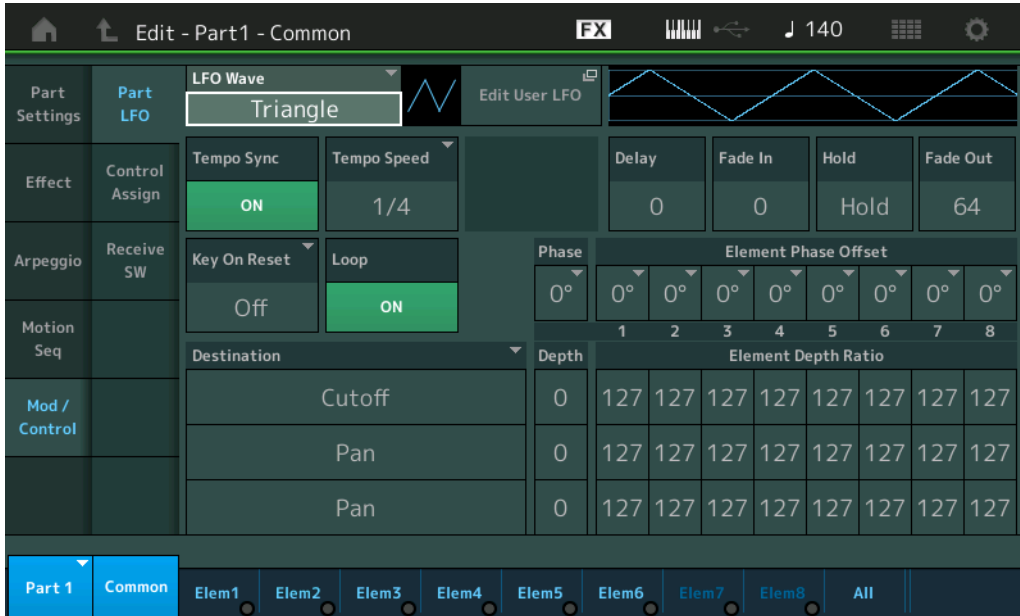 Edit - Part1 - Common
FX
♩ 140
Part
Settings
Effect
Arpeggio
Motion
Seq
Mod /
Control
Part
LFO
Control
Assign
Receive
SW
LFO Wave
Triangle
Edit User LFO
Tempo Sync
ON
Tempo Speed
1/4
Delay
0
Fade In
0
Hold
Hold
Fade Out
64
Key On Reset
Off
Loop
ON
Phase
0°
Element Phase Offset
0° 0° 0° 0° 0° 0° 0° 0°
1 2 3 4 5 6 7 8
Destination Depth Element Depth Ratio
Cutoff 0 127 127 127 127 127 127 127 127
Pan 0 127 127 127 127 127 127 127 127
Pan 0 127 127 127 127 127 127 127 127
Part 1 Common Elem1 Elem2 Elem3 Elem4 Elem5 Elem6 Elem7 Elem8 All